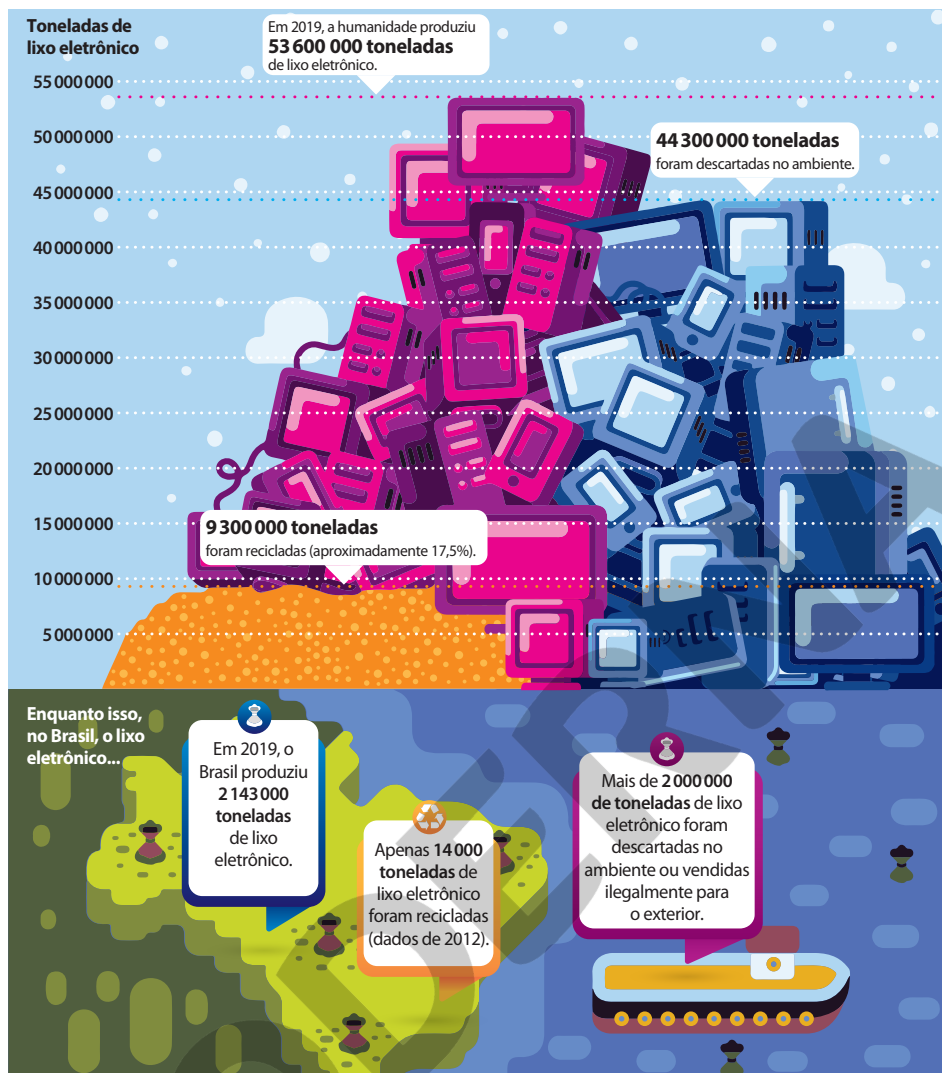 Toneladas de
lixo eletrônico
Em 2019, a humanidade produziu
53 600 000 toneladas
de lixo eletrônico.
55 000 000
50 000 000
44 300 000 toneladas
foram descartadas no ambiente.
45 000 000
40 000 000
35 000 000
30 000 000
25 000 000
20 000 000
15 000 000
9 300 000 toneladas
foram recicladas (aproximadamente 17,5%).
10 000 000
5 000 000
Enquanto isso,
no Brasil, o lixo
eletrônico...
Em 2019, o
Brasil produziu
2 143 000
toneladas
de lixo
eletrônico.
Apenas 14 000
toneladas de
lixo eletrônico
foram recicladas
(dados de 2012).
Mais de 2 000 000
de toneladas de lixo
eletrônico foram
descartadas no
ambiente ou vendidas
ilegalmente para
o exterior.